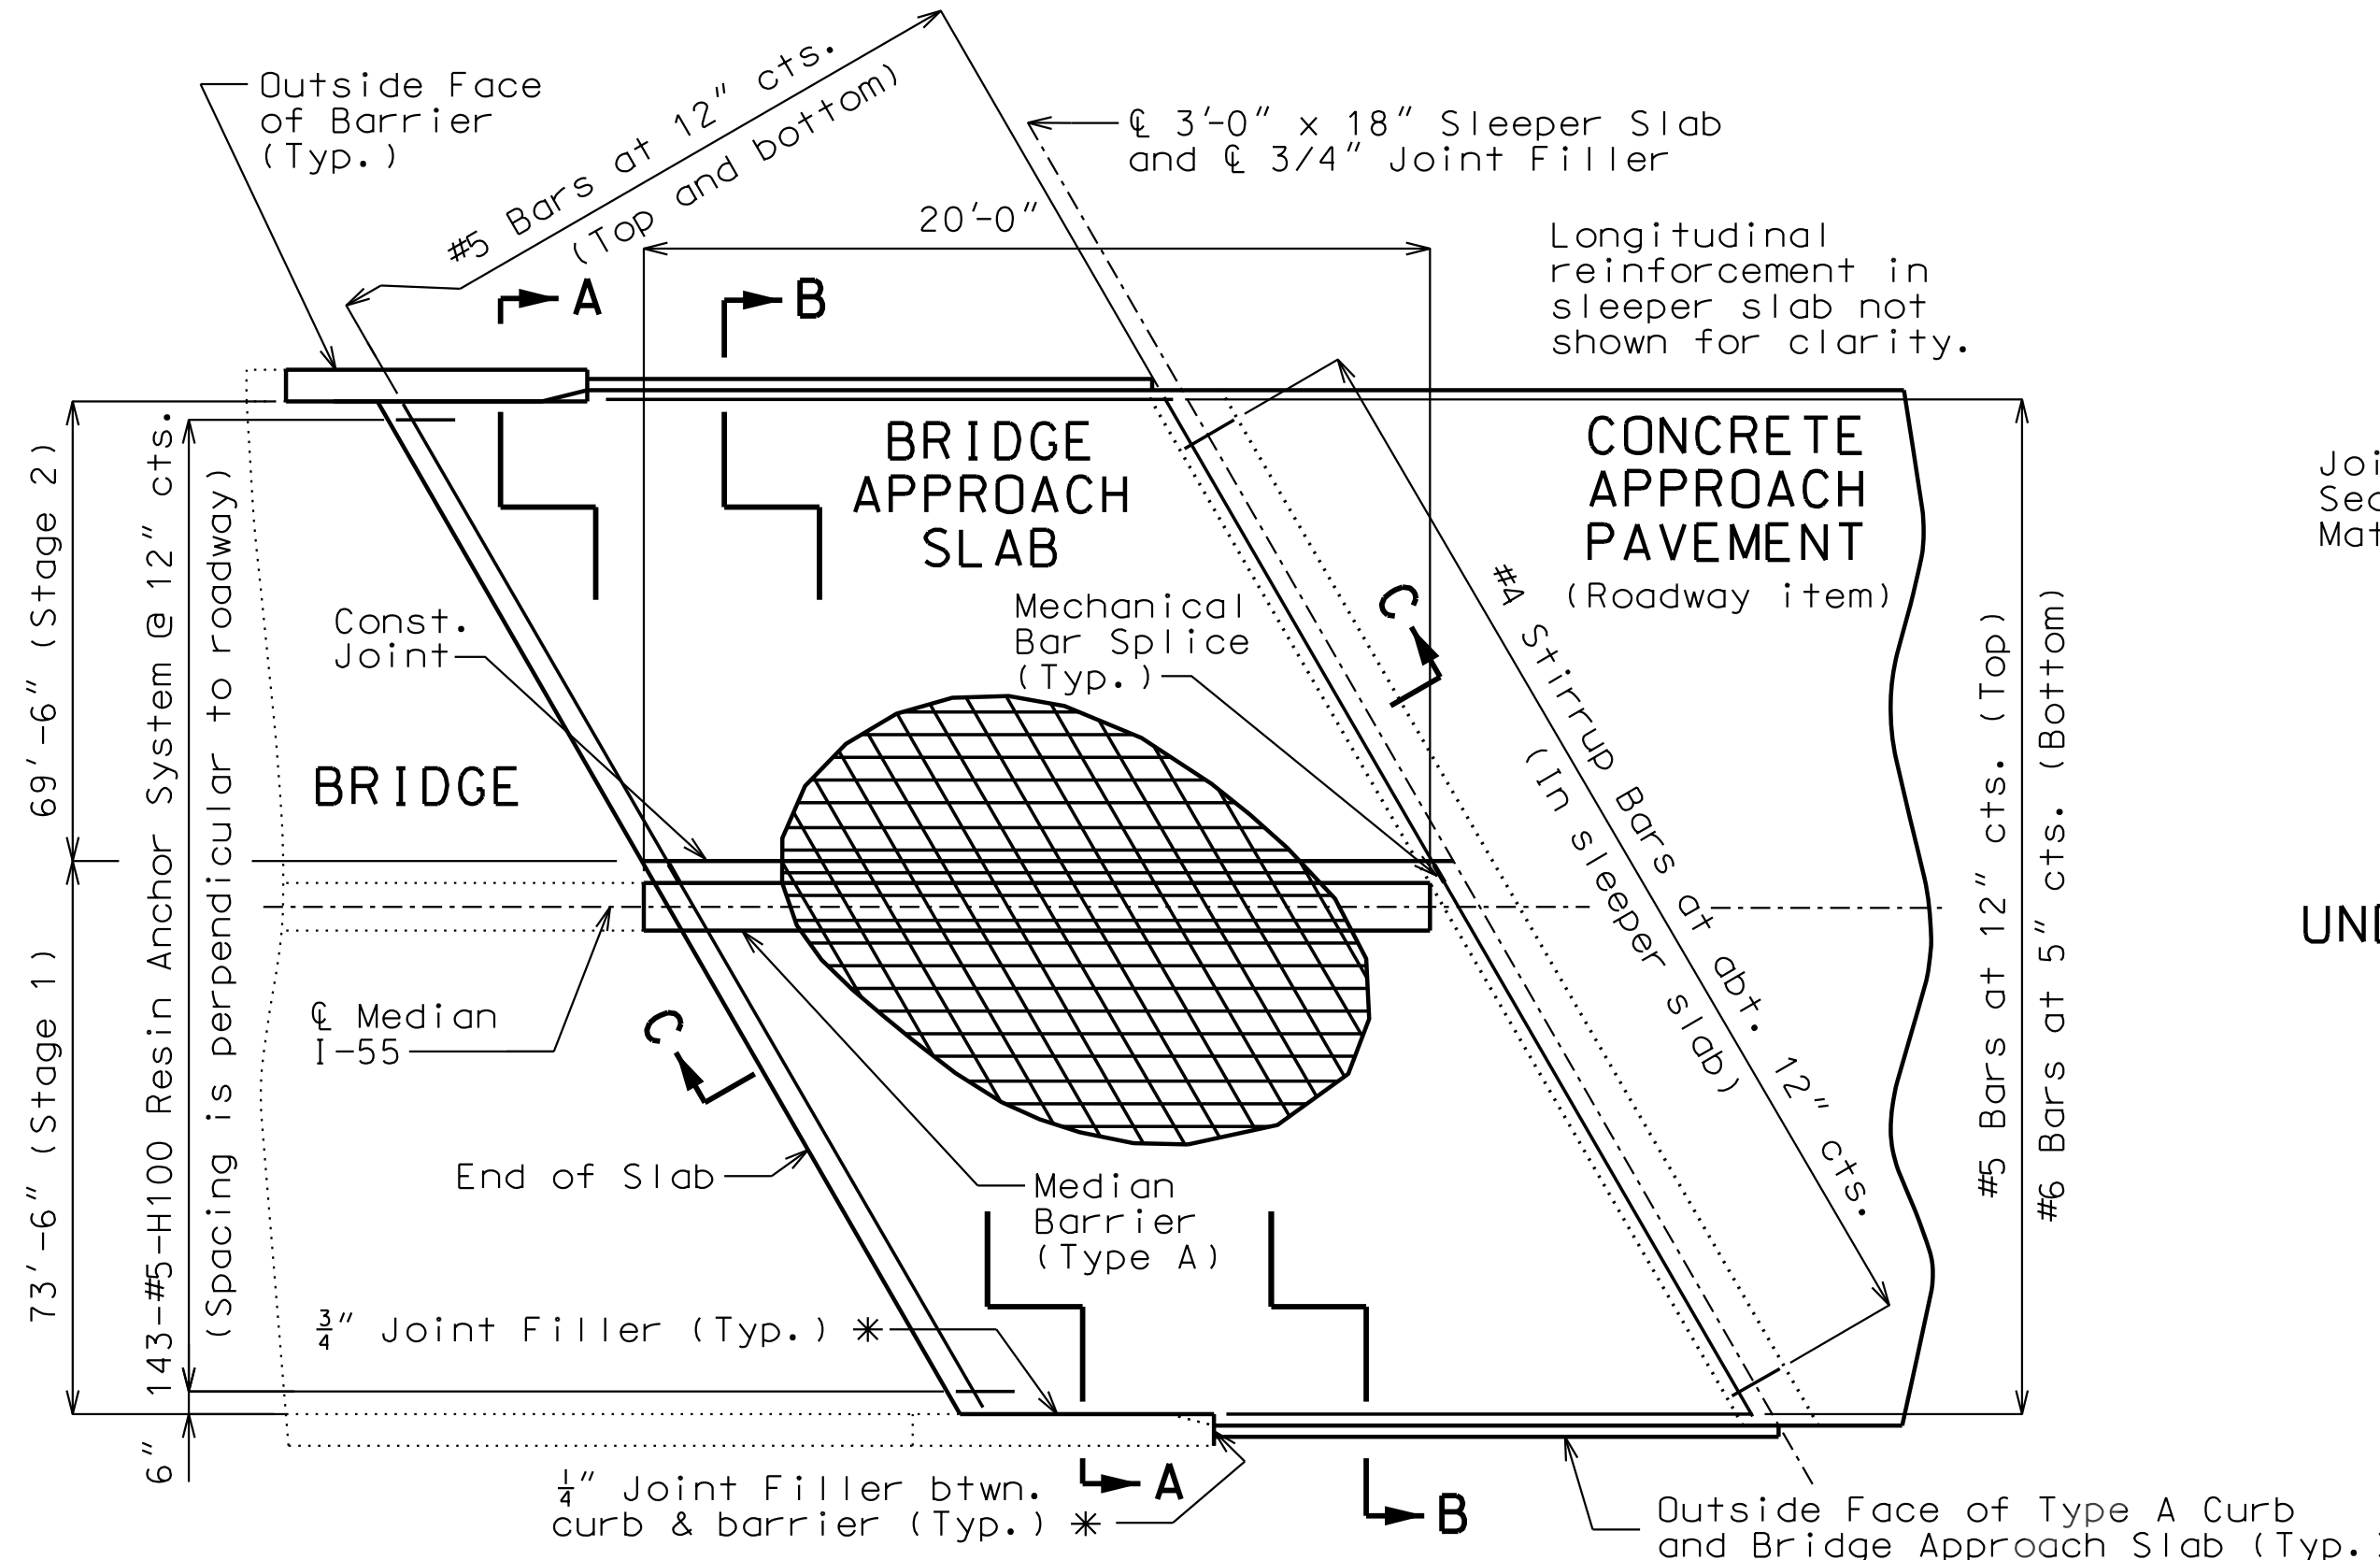 Outside Face
of Barrier
(Typ.)
#5 Bars at 12" cts.
(Top and bottom)
℄ 3'-0" x 18" Sleeper Slab
and ℄ 3/4" Joint Filler
20'-0"
Longitudinal
reinforcement in
sleeper slab not
shown for clarity.
A
B
BRIDGE
APPROACH
SLAB
CONCRETE
APPROACH
PAVEMENT
(Roadway item)
69'-6" (Stage 2)
73'-6" (Stage 1)
143-#5-H100 Resin Anchor System @ 12" cts.
(Spacing is perpendicular to roadway)
6"
Const.
Joint
Mechanical
Bar Splice
(Typ.)
C
#4 Stirrup Bars at abt. 12" cts.
(In sleeper slab)
#5 Bars at 12" cts. (Top)
#6 Bars at 5" cts. (Bottom)
BRIDGE
℄ Median
I-55
C
End of Slab
Median
Barrier
(Type A)
3/4" Joint Filler (Typ.) *
1/4" Joint Filler btwn.
curb & barrier (Typ.) *
A
B
Outside Face of Type A Curb
and Bridge Approach Slab (Typ.